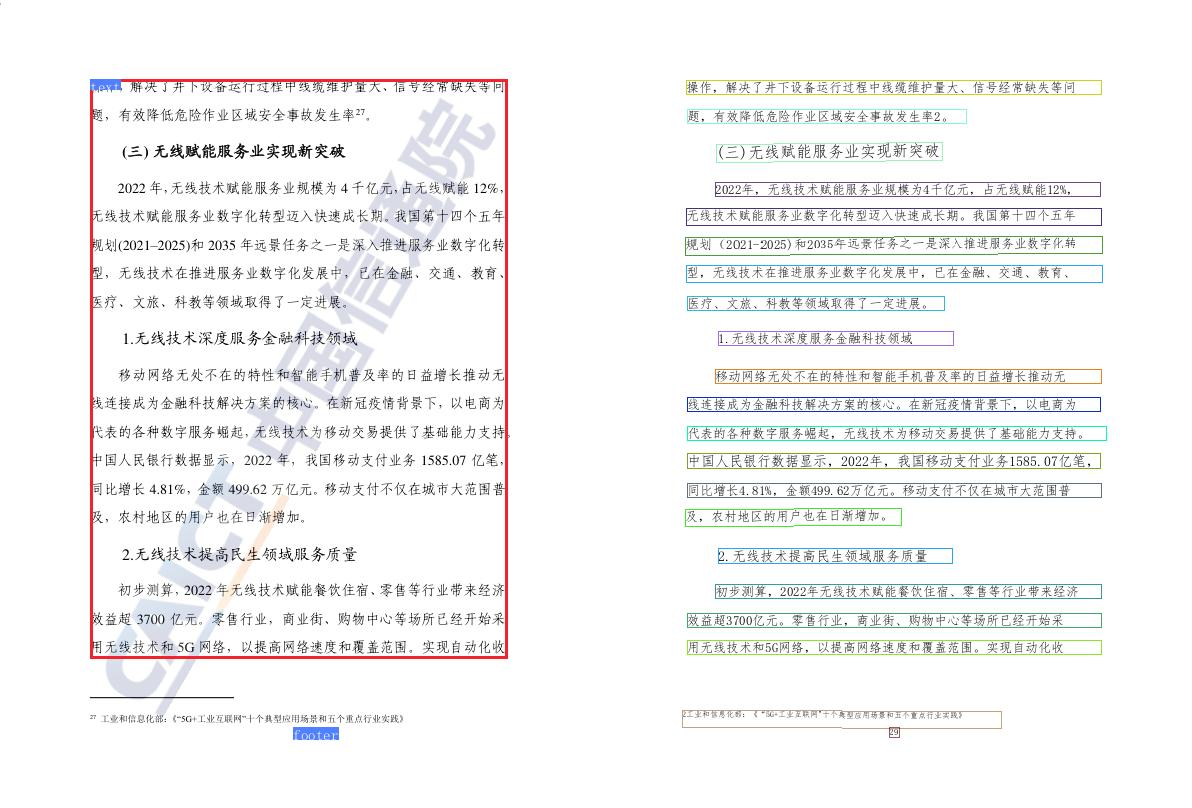 text，解决了井下设备运行过程中线缆维护量大、信号经常缺失等问
题，有效降低危险作业区域安全事故发生率27。
(三) 无线赋能服务业实现新突破
2022 年，无线技术赋能服务业规模为 4 千亿元，占无线赋能 12%，
无线技术赋能服务业数字化转型迈入快速成长期。我国第十四个五年
规划(2021–2025)和 2035 年远景任务之一是深入推进服务业数字化转
型，无线技术在推进服务业数字化发展中，已在金融、交通、教育、
医疗、文旅、科教等领域取得了一定进展。
1.无线技术深度服务金融科技领域
移动网络无处不在的特性和智能手机普及率的日益增长推动无
线连接成为金融科技解决方案的核心。在新冠疫情背景下，以电商为
代表的各种数字服务崛起，无线技术为移动交易提供了基础能力支持。
中国人民银行数据显示，2022 年，我国移动支付业务 1585.07 亿笔，
同比增长 4.81%，金额 499.62 万亿元。移动支付不仅在城市大范围普
及，农村地区的用户也在日渐增加。
2.无线技术提高民生领域服务质量
初步测算，2022 年无线技术赋能餐饮住宿、零售等行业带来经济
效益超 3700 亿元。零售行业，商业街、购物中心等场所已经开始采
用无线技术和 5G 网络，以提高网络速度和覆盖范围。实现自动化收
27 工业和信息化部：《“5G+工业互联网”十个典型应用场景和五个重点行业实践》
footer
CAICT 中国信通院
操作，解决了井下设备运行过程中线缆维护量大、信号经常缺失等问
题，有效降低危险作业区域安全事故发生率2。
(三)无线赋能服务业实现新突破
2022年，无线技术赋能服务业规模为4千亿元，占无线赋能12%，
无线技术赋能服务业数字化转型迈入快速成长期。我国第十四个五年
规划（2021-2025)和2035年远景任务之一是深入推进服务业数字化转
型，无线技术在推进服务业数字化发展中，已在金融、交通、教育、
医疗、文旅、科教等领域取得了一定进展。
1.无线技术深度服务金融科技领域
移动网络无处不在的特性和智能手机普及率的日益增长推动无
线连接成为金融科技解决方案的核心。在新冠疫情背景下，以电商为
代表的各种数字服务崛起，无线技术为移动交易提供了基础能力支持。
中国人民银行数据显示，2022年，我国移动支付业务1585.07亿笔，
同比增长4.81%，金额499.62万亿元。移动支付不仅在城市大范围普
及，农村地区的用户也在日渐增加。
2.无线技术提高民生领域服务质量
初步测算，2022年无线技术赋能餐饮住宿、零售等行业带来经济
效益超3700亿元。零售行业，商业街、购物中心等场所已经开始采
用无线技术和5G网络，以提高网络速度和覆盖范围。实现自动化收
2工业和信息化部：《“5G+工业互联网”十个典型应用场景和五个重点行业实践》
29